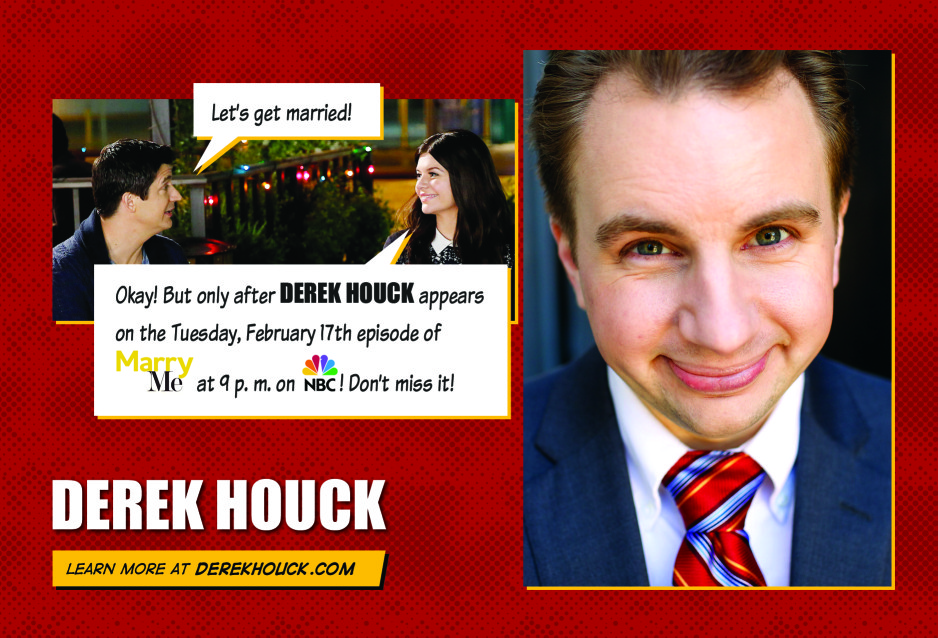 Let's get married!
Okay! But only after DEREK HOUCK appears
on the Tuesday, February 17th episode of
Marry
Me at 9 p. m. on NBC! Don't miss it!
DEREK HOUCK
LEARN MORE AT DEREKHOUCK.COM